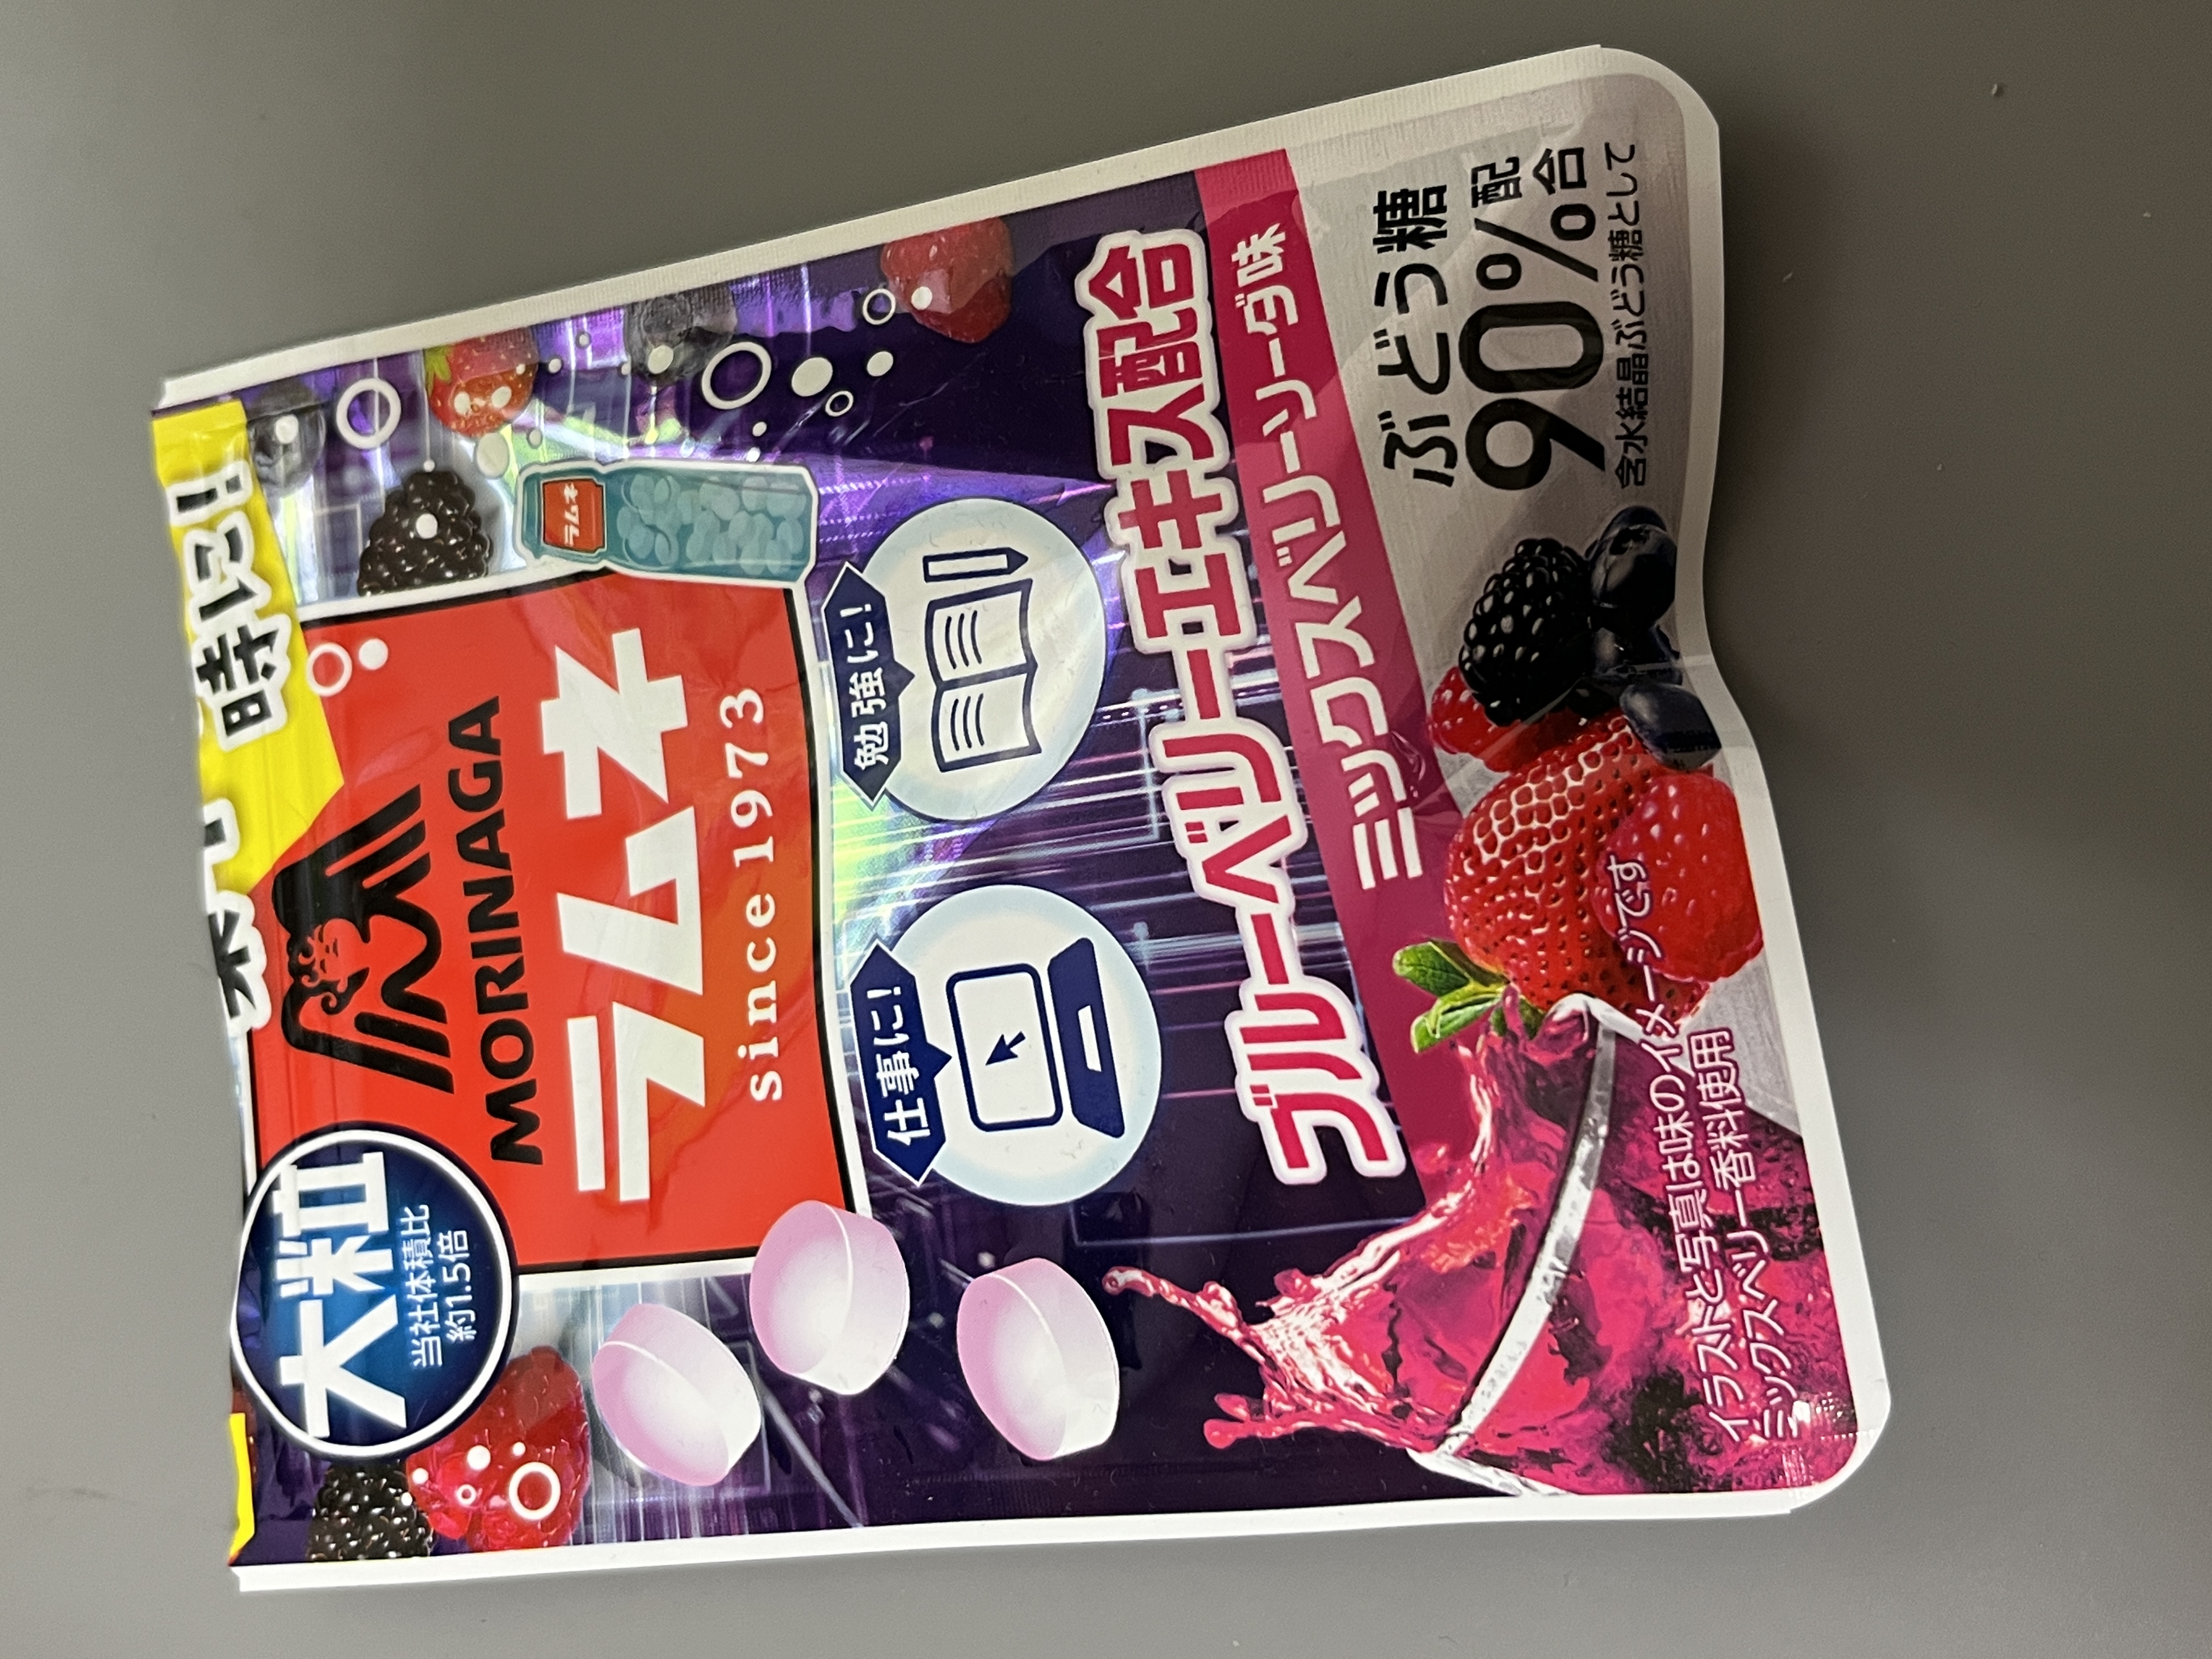 時に!
大粒
当社体積比
約1.5倍
MORINAGA
ラムネ
since 1973
ラムネ
仕事に!
勉強に!
ブルーベリーエキス配合
ミックスベリーソーダ味
ぶどう糖
90%配合
含水結晶ぶどう糖として
イラストと写真は味のイメージです
ミックスベリー香料使用